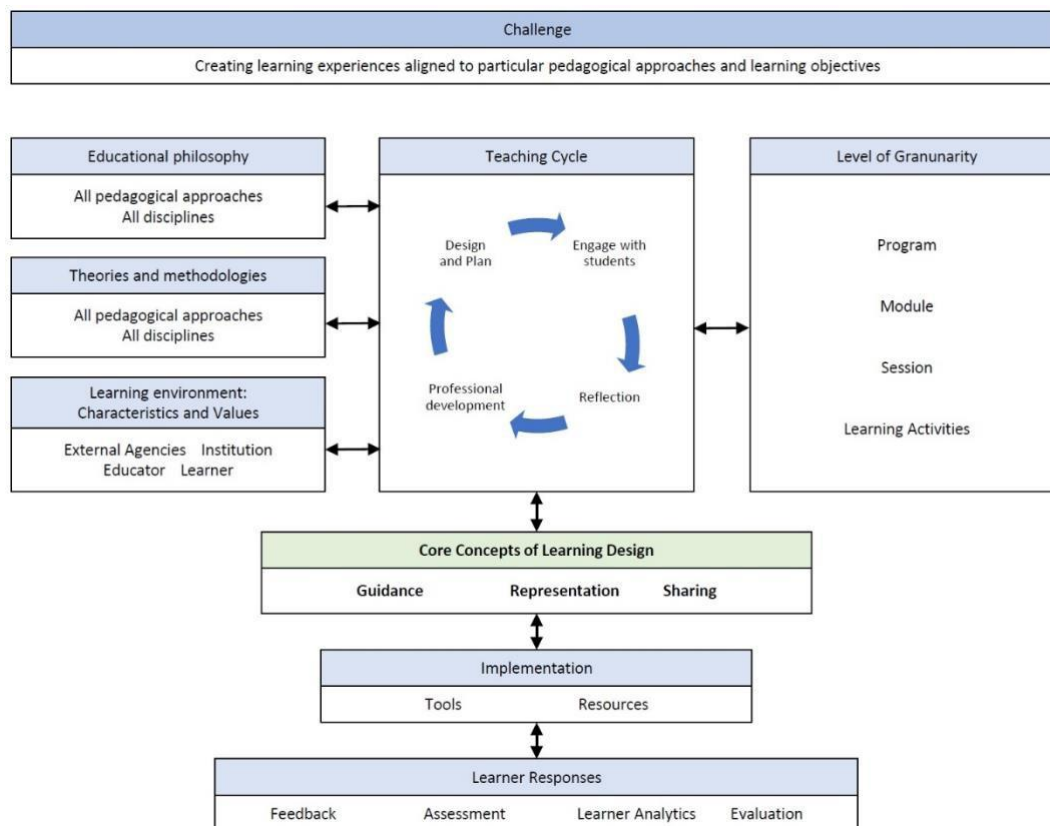 Challenge
Creating learning experiences aligned to particular pedagogical approaches and learning objectives
Educational philosophy
All pedagogical approaches
All disciplines
Theories and methodologies
All pedagogical approaches
All disciplines
Learning environment:
Characteristics and Values
External Agencies Institution
Educator Learner
Teaching Cycle
Design
and Plan
Engage with
students
Professional
development
Reflection
Level of Granunarity
Program
Module
Session
Learning Activities
Core Concepts of Learning Design
Guidance Representation Sharing
Implementation
Tools Resources
Learner Responses
Feedback Assessment Learner Analytics Evaluation